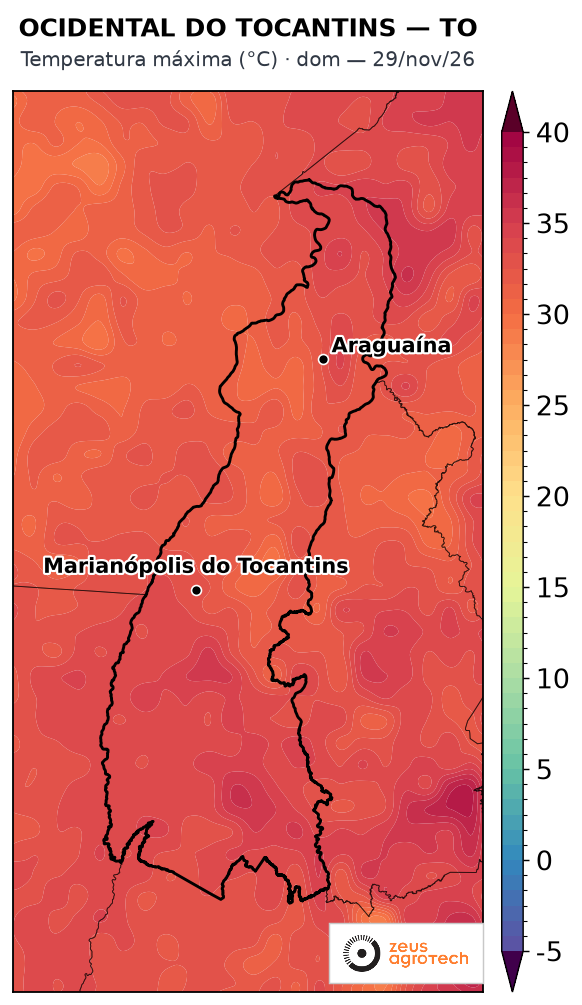 OCIDENTAL DO TOCANTINS — TO
Temperatura máxima (°C) · dom — 29/nov/26
40
35
30
25
20
15
10
5
0
-5
Araguaína
Marianópolis do Tocantins
zeus
agrotech